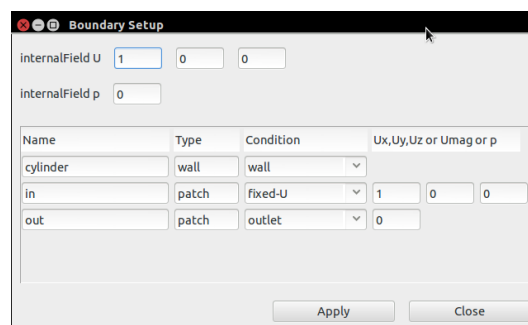 Boundary Setup
internalField U 1 0 0
internalField p 0
Name Type Condition Ux,Uy,Uz or Umag or p
cylinder wall wall
in patch fixed-U 1 0 0
out patch outlet 0
Apply Close